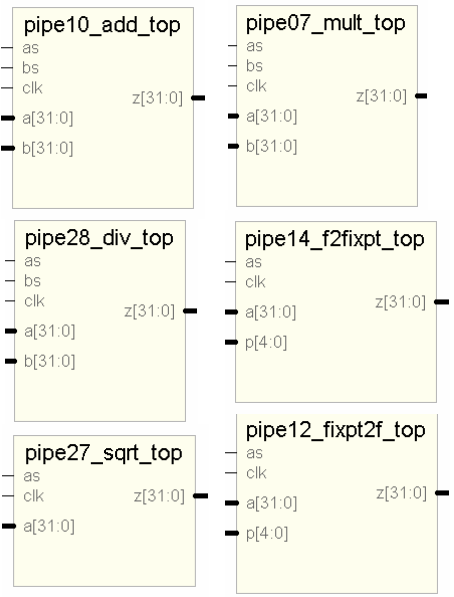 pipe10_add_top
as
bs
clk
a[31:0]
b[31:0]
z[31:0]
pipe07_mult_top
as
bs
clk
a[31:0]
b[31:0]
z[31:0]
pipe28_div_top
as
bs
clk
a[31:0]
b[31:0]
z[31:0]
pipe14_f2fixpt_top
as
clk
a[31:0]
p[4:0]
z[31:0]
pipe27_sqrt_top
as
clk
a[31:0]
z[31:0]
pipe12_fixpt2f_top
as
clk
a[31:0]
p[4:0]
z[31:0]